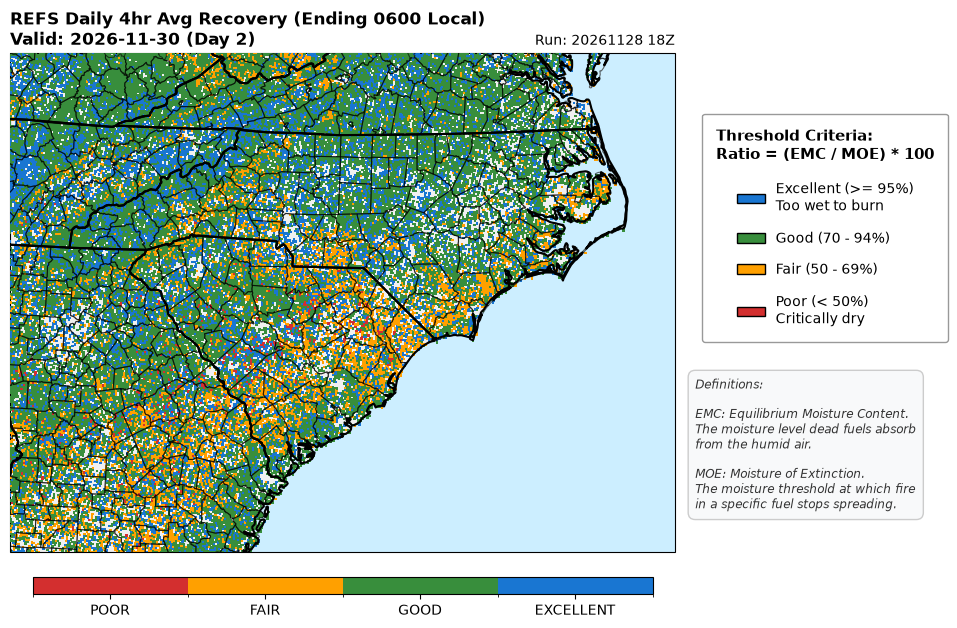 REFS Daily 4hr Avg Recovery (Ending 0600 Local)
Valid: 2026-11-30 (Day 2)
Run: 20261128 18Z
Threshold Criteria:
Ratio = (EMC / MOE) * 100
Excellent (>= 95%)
Too wet to burn
Good (70 - 94%)
Fair (50 - 69%)
Poor (< 50%)
Critically dry
Definitions:
EMC: Equilibrium Moisture Content.
The moisture level dead fuels absorb
from the humid air.
MOE: Moisture of Extinction.
The moisture threshold at which fire
in a specific fuel stops spreading.
POOR
FAIR
GOOD
EXCELLENT